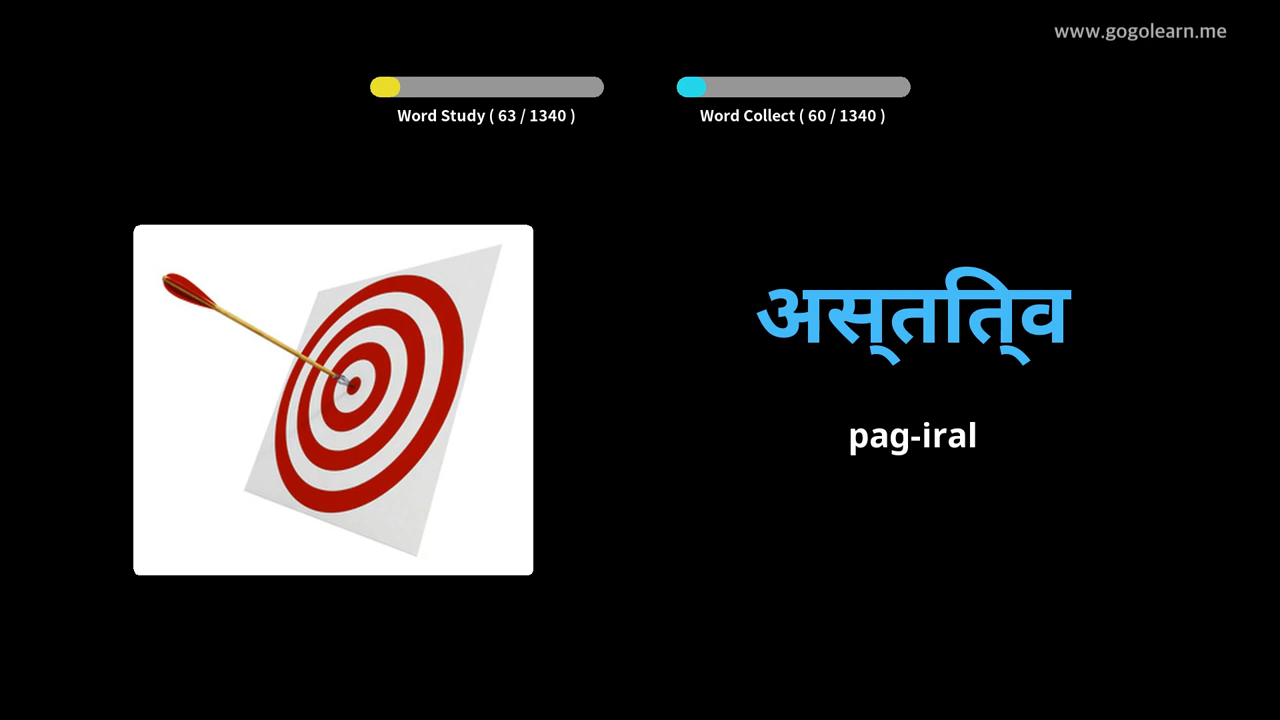 www.gogolearn.me
Word Study ( 63 / 1340 )
Word Collect ( 60 / 1340 )
अस्‌तति्व
pag-iral